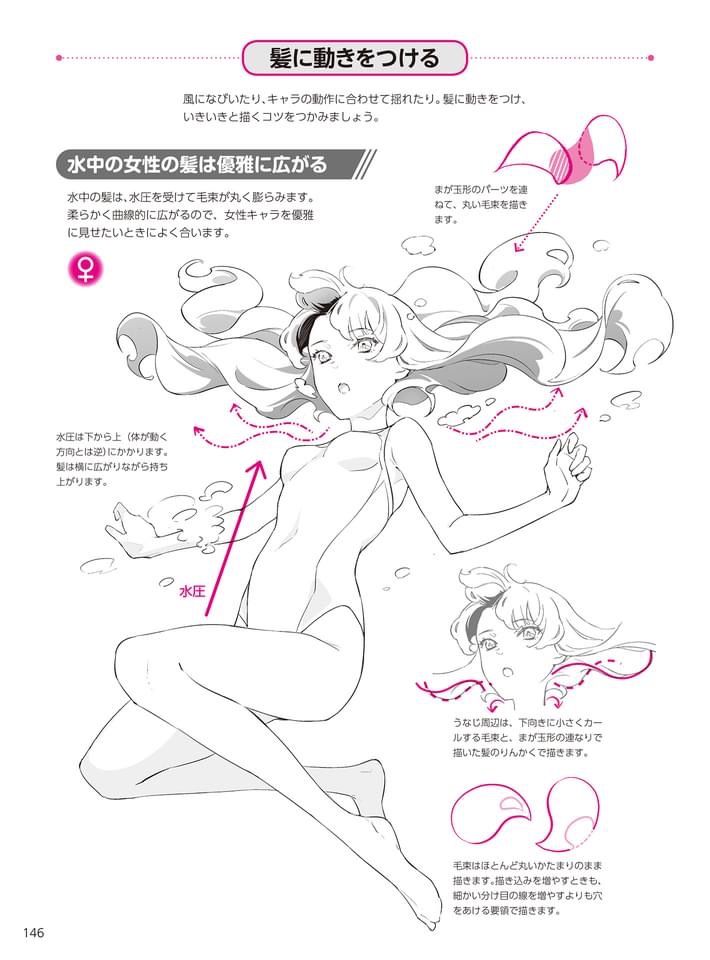 髪に動きをつける
風になびいたり、キャラの動作に合わせて揺れたり。髪に動きをつけ、
いきいきと描くコツをつかみましょう。
水中の女性の髪は優雅に広がる
水中の髪は、水圧を受けて毛束が丸く膨らみます。
柔らかく曲線的に広がるので、女性キャラを優雅
に見せたいときによく合います。
♀
まが玉形のパーツを連
ねて、丸い毛束を描き
ます。
水圧は下から上（体が動く
方向とは逆）にかかります。
髪は横に広がりながら持ち
上がります。
水圧
うなじ周辺は、下向きに小さくカー
ルする毛束と、まが玉形の連なりで
描いた髪のりんかくで描きます。
毛束はほとんど丸いかたまりのまま
描きます。描き込みを増やすときも、
細かい分け目の線を増やすよりも穴
をあける要領で描きます。
146